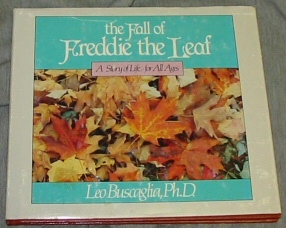 the Fall of
Freddie the Leaf
A Story of Life for All Ages
Leo Buscaglia, Ph.D.